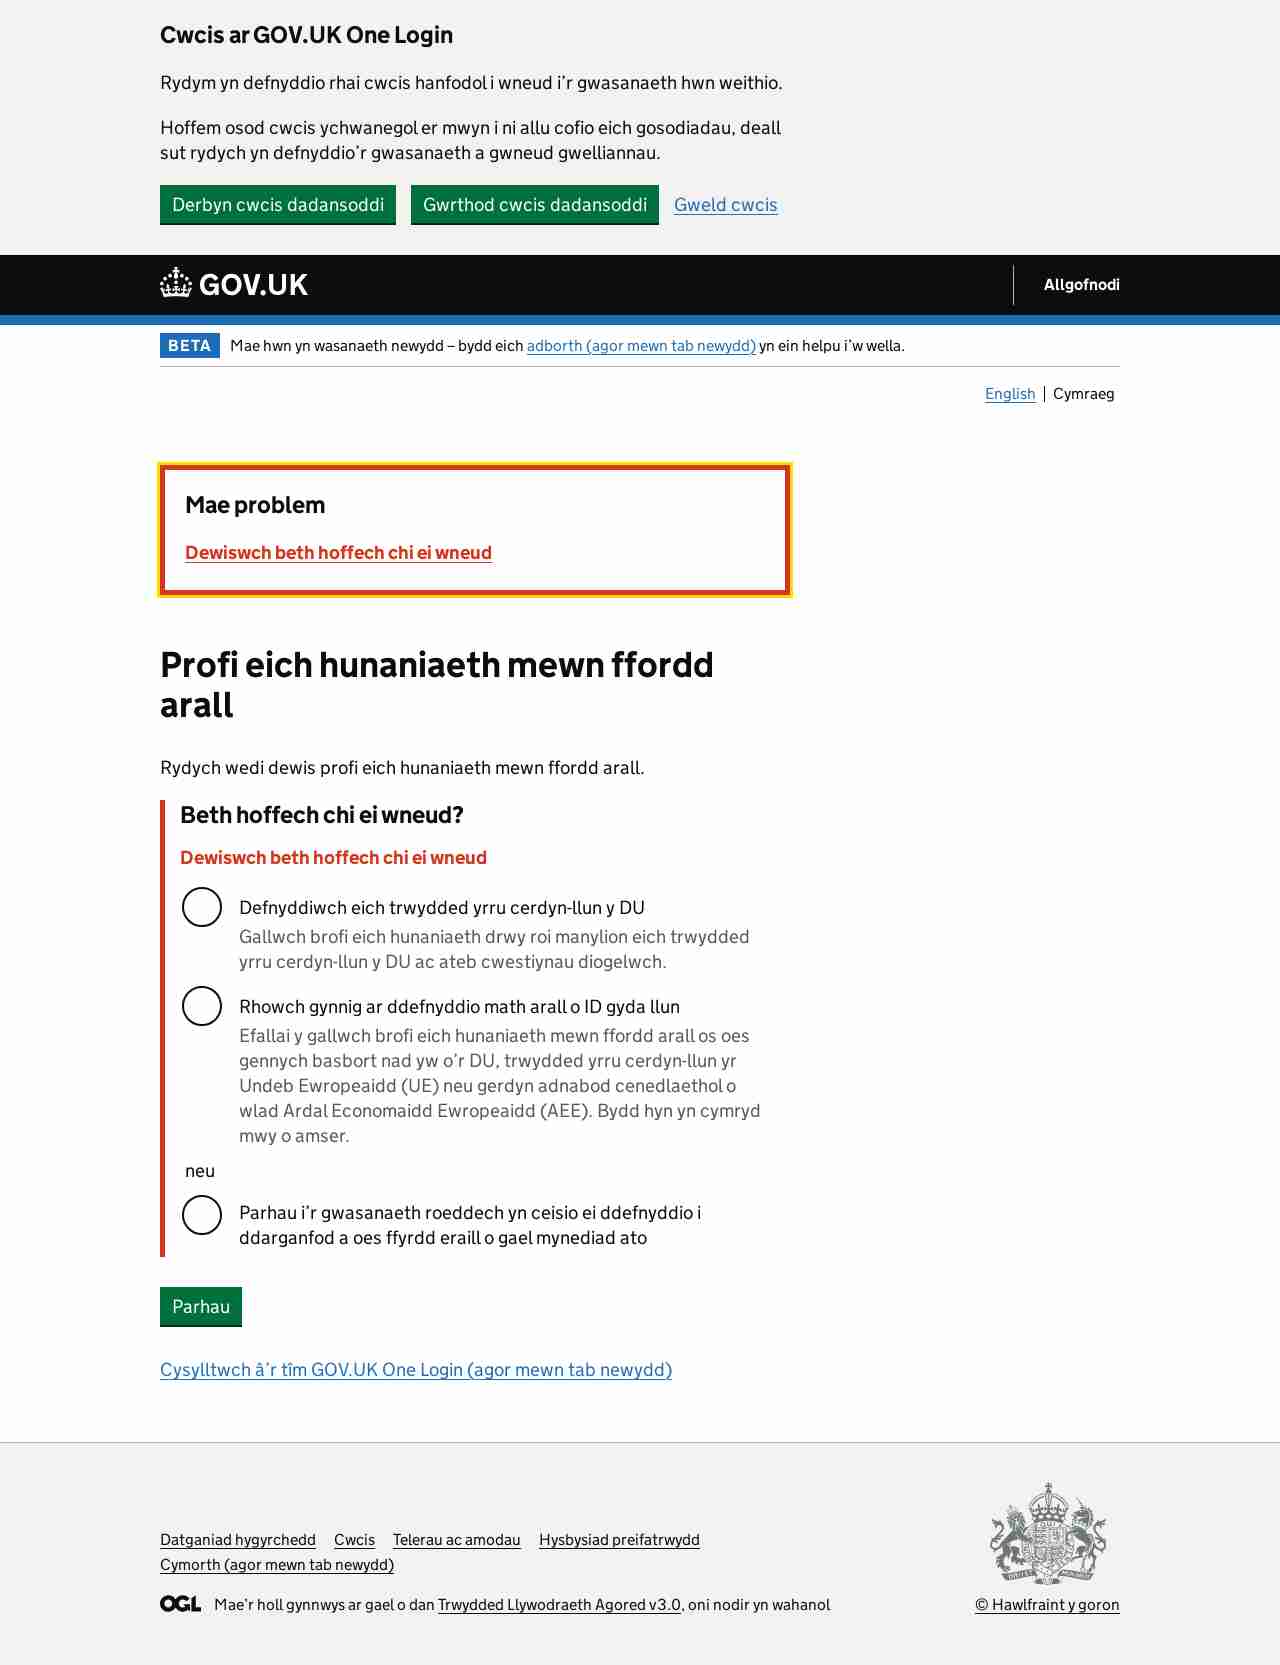 Cwcis ar GOV.UK One Login
Rydym yn defnyddio rhai cwcis hanfodol i wneud i’r gwasanaeth hwn weithio.
Hoffem osod cwcis ychwanegol er mwyn i ni allu cofio eich gosodiadau, deall
sut rydych yn defnyddio’r gwasanaeth a gwneud gwelliannau.
Derbyn cwcis dadansoddi
Gwrthod cwcis dadansoddi
Gweld cwcis
GOV.UK
Allgofnodi
BETA
Mae hwn yn wasanaeth newydd – bydd eich adborth (agor mewn tab newydd) yn ein helpu i’w wella.
English
Cymraeg
Mae problem
Dewiswch beth hoffech chi ei wneud
Profi eich hunaniaeth mewn ffordd
arall
Rydych wedi dewis profi eich hunaniaeth mewn ffordd arall.
Beth hoffech chi ei wneud?
Dewiswch beth hoffech chi ei wneud
Defnyddiwch eich trwydded yrru cerdyn-llun y DU
Gallwch brofi eich hunaniaeth drwy roi manylion eich trwydded
yrru cerdyn-llun y DU ac ateb cwestiynau diogelwch.
Rhowch gynnig ar ddefnyddio math arall o ID gyda llun
Efallai y gallwch brofi eich hunaniaeth mewn ffordd arall os oes
gennych basbort nad yw o’r DU, trwydded yrru cerdyn-llun yr
Undeb Ewropeaidd (UE) neu gerdyn adnabod cenedlaethol o
wlad Ardal Economaidd Ewropeaidd (AEE). Bydd hyn yn cymryd
mwy o amser.
neu
Parhau i’r gwasanaeth roeddech yn ceisio ei ddefnyddio i
ddarganfod a oes ffyrdd eraill o gael mynediad ato
Parhau
Cysylltwch â’r tîm GOV.UK One Login (agor mewn tab newydd)
Datganiad hygyrchedd
Cwcis
Telerau ac amodau
Hysbysiad preifatrwydd
Cymorth (agor mewn tab newydd)
OGL
Mae’r holl gynnwys ar gael o dan Trwydded Llywodraeth Agored v3.0, oni nodir yn wahanol
© Hawlfraint y goron